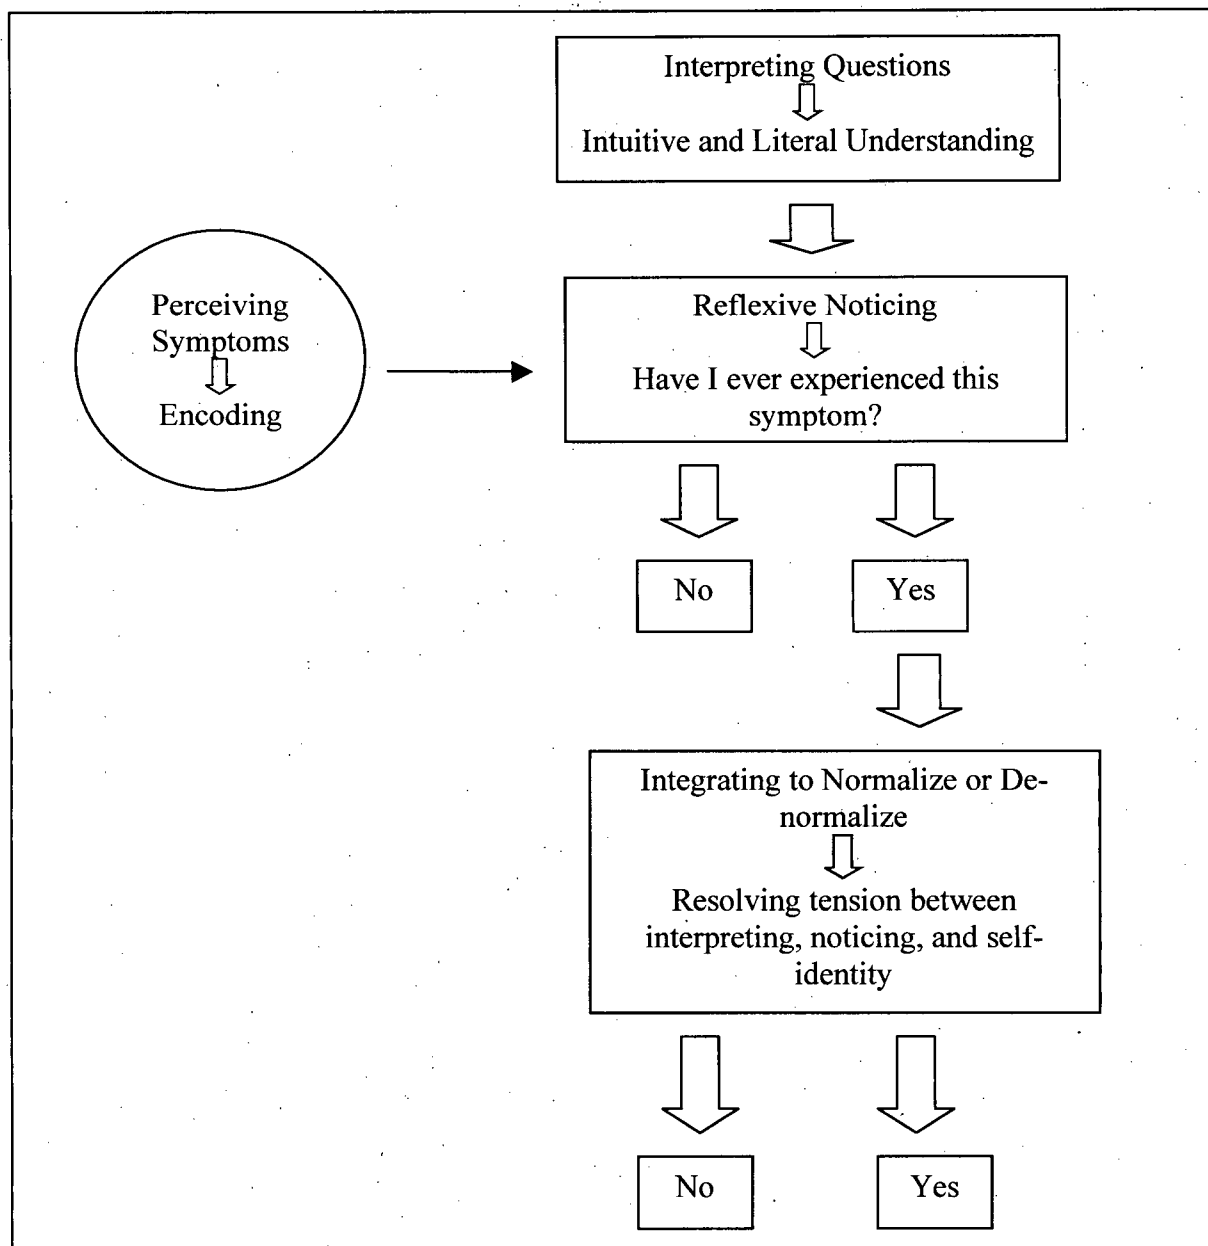 Interpreting Questions
Intuitive and Literal Understanding
Perceiving
Symptoms
Encoding
Reflexive Noticing
Have I ever experienced this
symptom?
No
Yes
Integrating to Normalize or De-
normalize
Resolving tension between
interpreting, noticing, and self-
identity
No
Yes